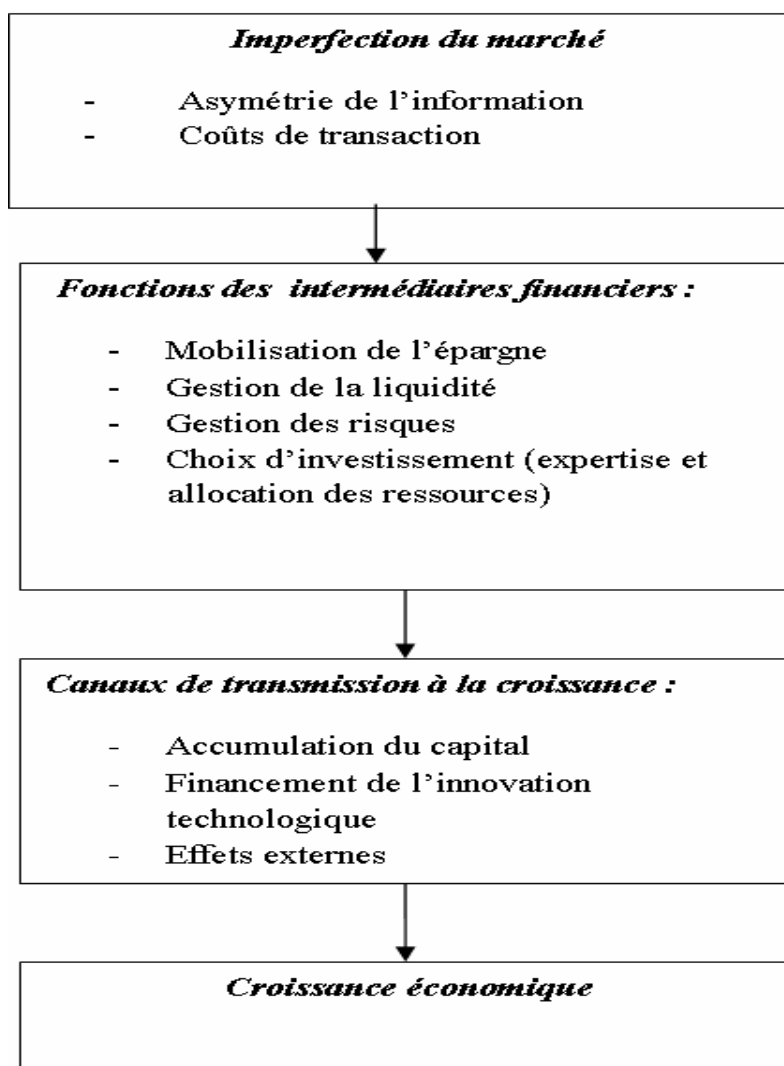 Imperfection du marché
- Asymétrie de l'information
- Coûts de transaction
Fonctions des intermédiaires financiers :
- Mobilisation de l'épargne
- Gestion de la liquidité
- Gestion des risques
- Choix d'investissement (expertise et
allocation des ressources)
Canaux de transmission à la croissance :
- Accumulation du capital
- Financement de l'innovation
technologique
- Effets externes
Croissance économique